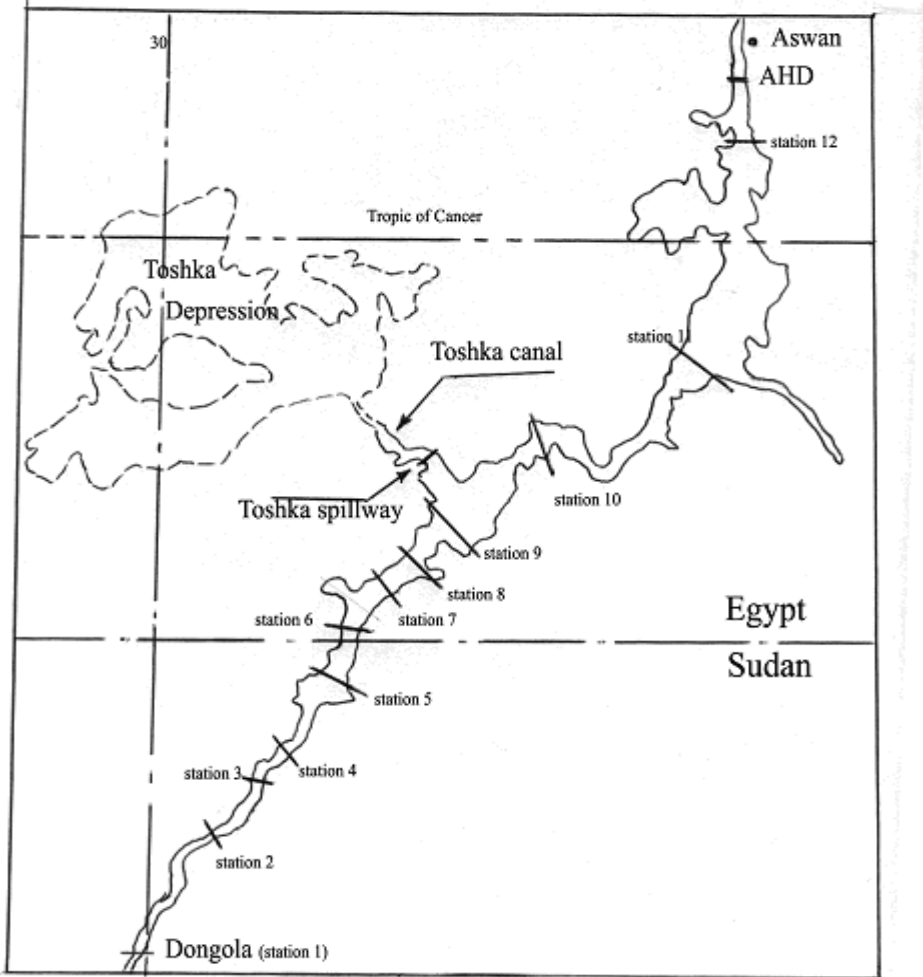 30
Aswan
AHD
station 12
Tropic of Cancer
Toshka
Depression
station 11
Toshka canal
station 10
Toshka spillway
station 9
station 8
station 7
station 6
Egypt
Sudan
station 5
station 4
station 3
station 2
Dongola (station 1)